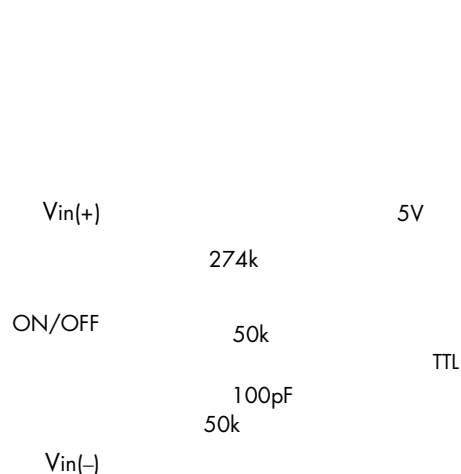 Vin(+) 5V
274k
ON/OFF
50k
TTL
100pF
50k
Vin(–)